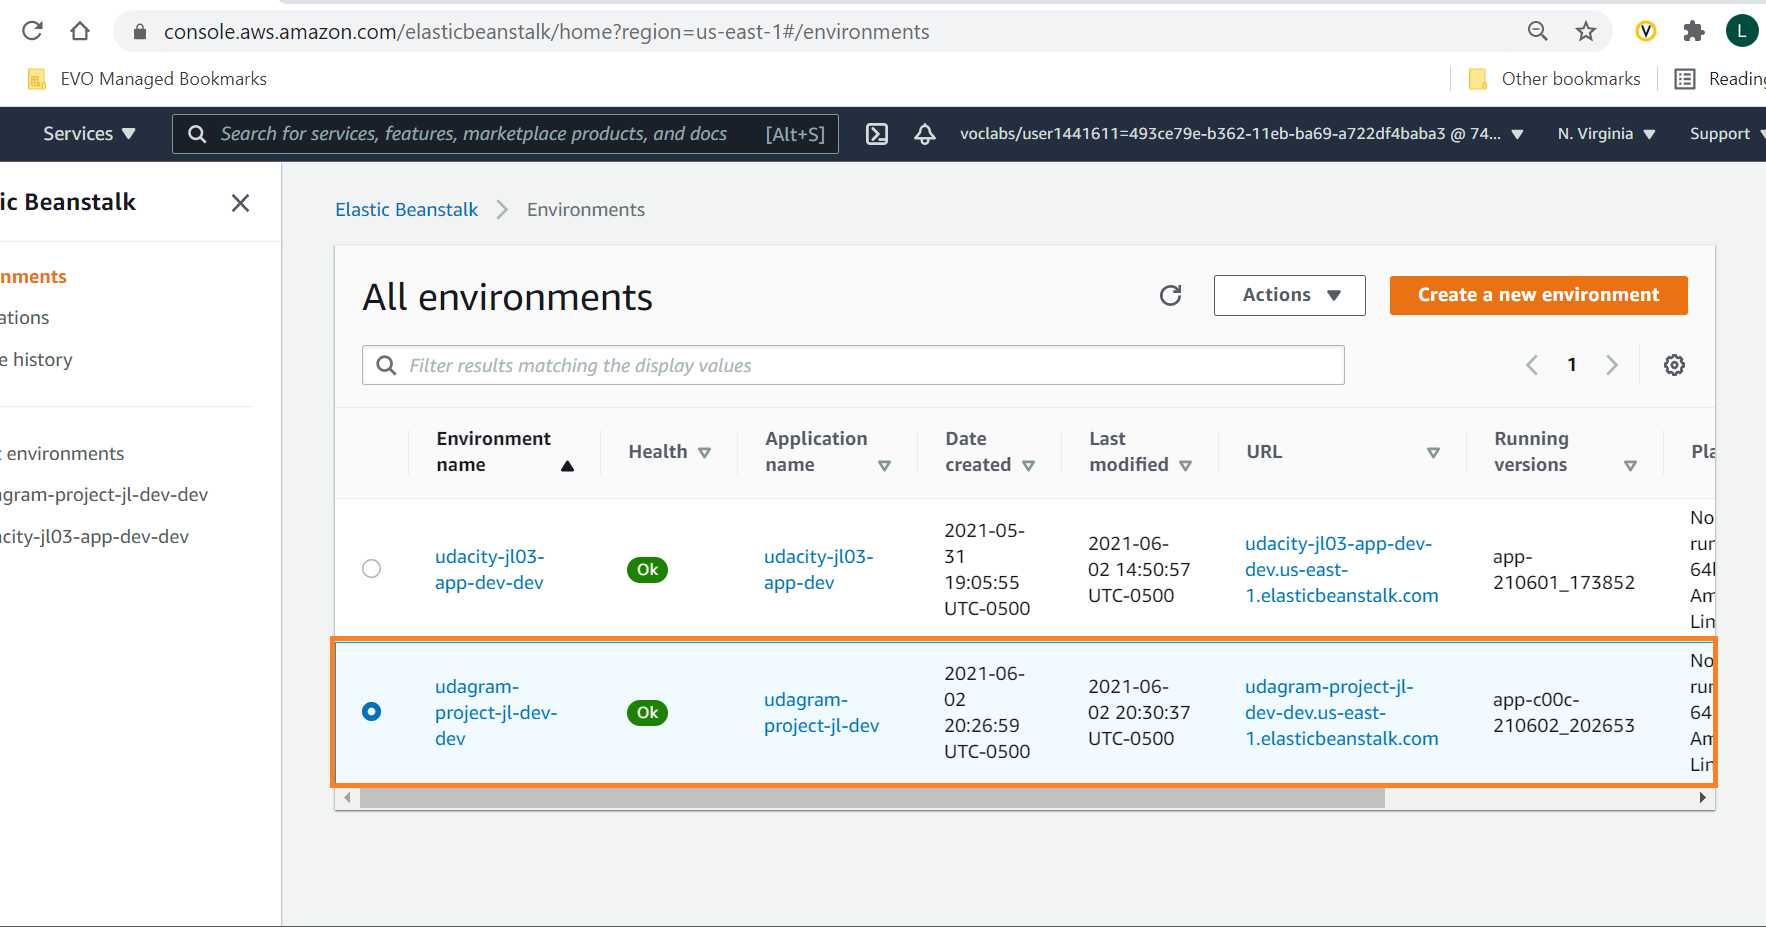 console.aws.amazon.com/elasticbeanstalk/home?region=us-east-1#/environments
L
EVO Managed Bookmarks
Other bookmarks
Reading
Services
Search for services, features, marketplace products, and docs [Alt+S]
voclabs/user1441611=493ce79e-b362-11eb-ba69-a722df4baba3 @ 74...
N. Virginia
Support
ic Beanstalk
nments
ations
e history
t environments
agram-project-jl-dev-dev
acity-jl03-app-dev-dev
Elastic Beanstalk > Environments
All environments
Actions
Create a new environment
Filter results matching the display values
1
Environment
name
Health
Application
name
Date
created
Last
modified
URL
Running
versions
Pla
udacity-jl03-
app-dev-dev
Ok
udacity-jl03-
app-dev
2021-05-
31
19:05:55
UTC-0500
2021-06-
02 14:50:57
UTC-0500
udacity-jl03-app-dev-
dev.us-east-
1.elasticbeanstalk.com
app-
210601_173852
No
run
64l
Am
Lin
udagram-
project-jl-dev-
dev
Ok
udagram-
project-jl-dev
2021-06-
02
20:26:59
UTC-0500
2021-06-
02 20:30:37
UTC-0500
udagram-project-jl-
dev-dev.us-east-
1.elasticbeanstalk.com
app-c00c-
210602_202653
No
run
64
Am
Lin